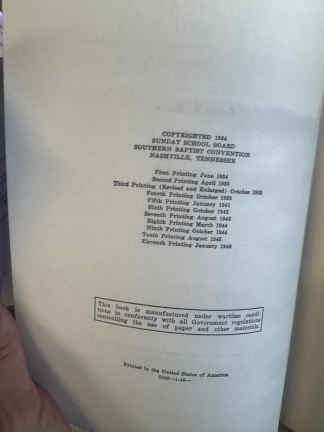 COPYRIGHTED 1934
SUNDAY SCHOOL BOARD
SOUTHERN BAPTIST CONVENTION
NASHVILLE, TENNESSEE
First Printing June 1934
Second Printing April 1935
Third Printing (Revised and Enlarged) October
Fourth Printing October
Fifth Printing January 1941
Sixth Printing October 1942
Seventh Printing August 1943
Eighth Printing March 1944
Ninth Printing October 1944
Tenth Printing August 1945
Eleventh Printing January 1946
This book is manufactured under wartime condi-
tions in conformity with all Government regulations
controlling the use of paper and other materials.
Printed in the United States of America